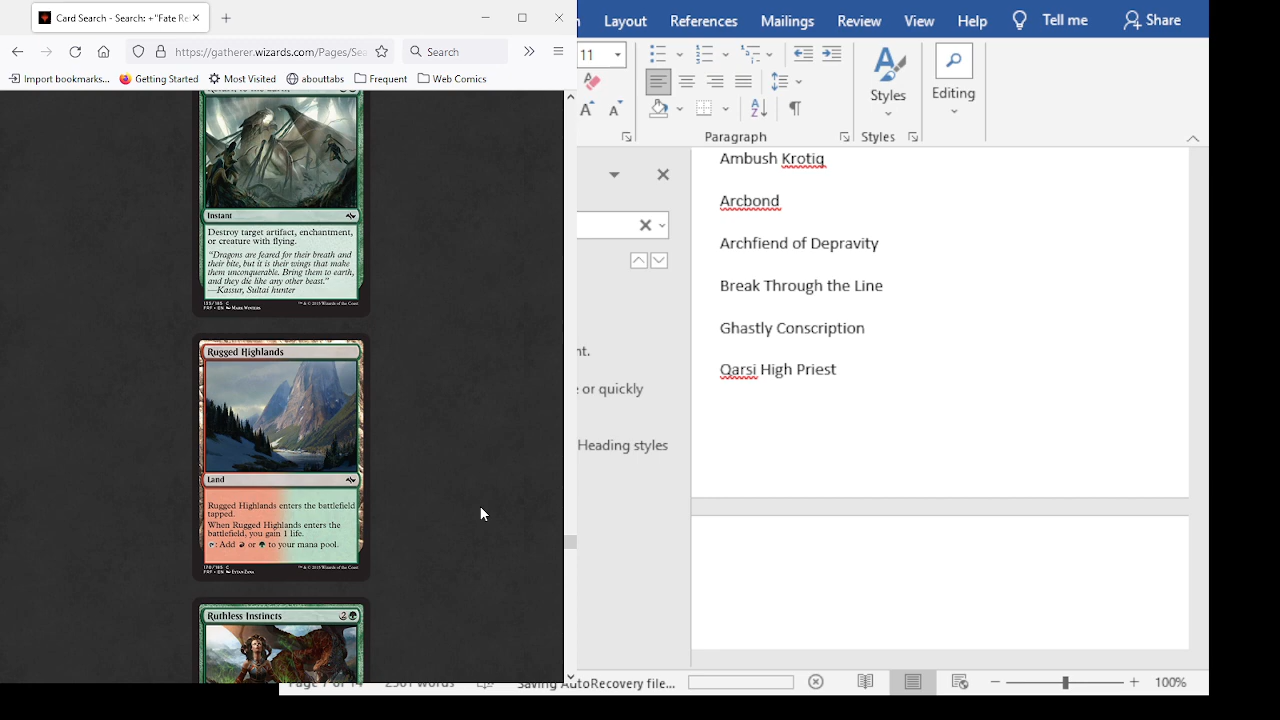 Card Search - Search: +"Fate Re
https://gatherer.wizards.com/Pages/Sea
Search
Import bookmarks...
Getting Started
Most Visited
abouttabs
Frequent
Web Comics
Instant
Destroy target artifact, enchantment,
or creature with flying.
"Dragons are feared for their breath and
their bite, but it is their wings that make
them unconquerable. Bring them to earth,
and they die like any other beast."
—Kassur, Sultai hunter
Rugged Highlands
Land
Rugged Highlands enters the battlefield
tapped.
When Rugged Highlands enters the
battlefield, you gain 1 life.
: Add or to your mana pool.
Ruthless Instincts
2
Layout
References
Mailings
Review
View
Help
Tell me
Share
11
Styles
Editing
Paragraph
Styles
nt.
e or quickly
Heading styles
Ambush Krotiq
Arcbond
Archfiend of Depravity
Break Through the Line
Ghastly Conscription
Qarsi High Priest
Saving AutoRecovery file...
100%